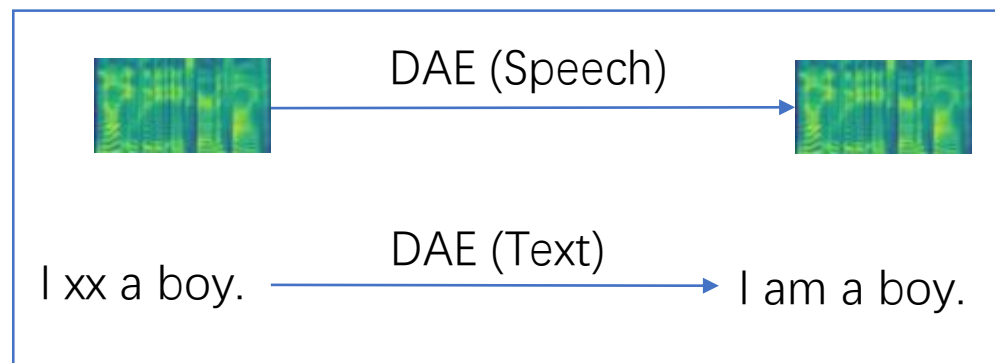 DAE (Speech)
DAE (Text)
I xx a boy.
I am a boy.